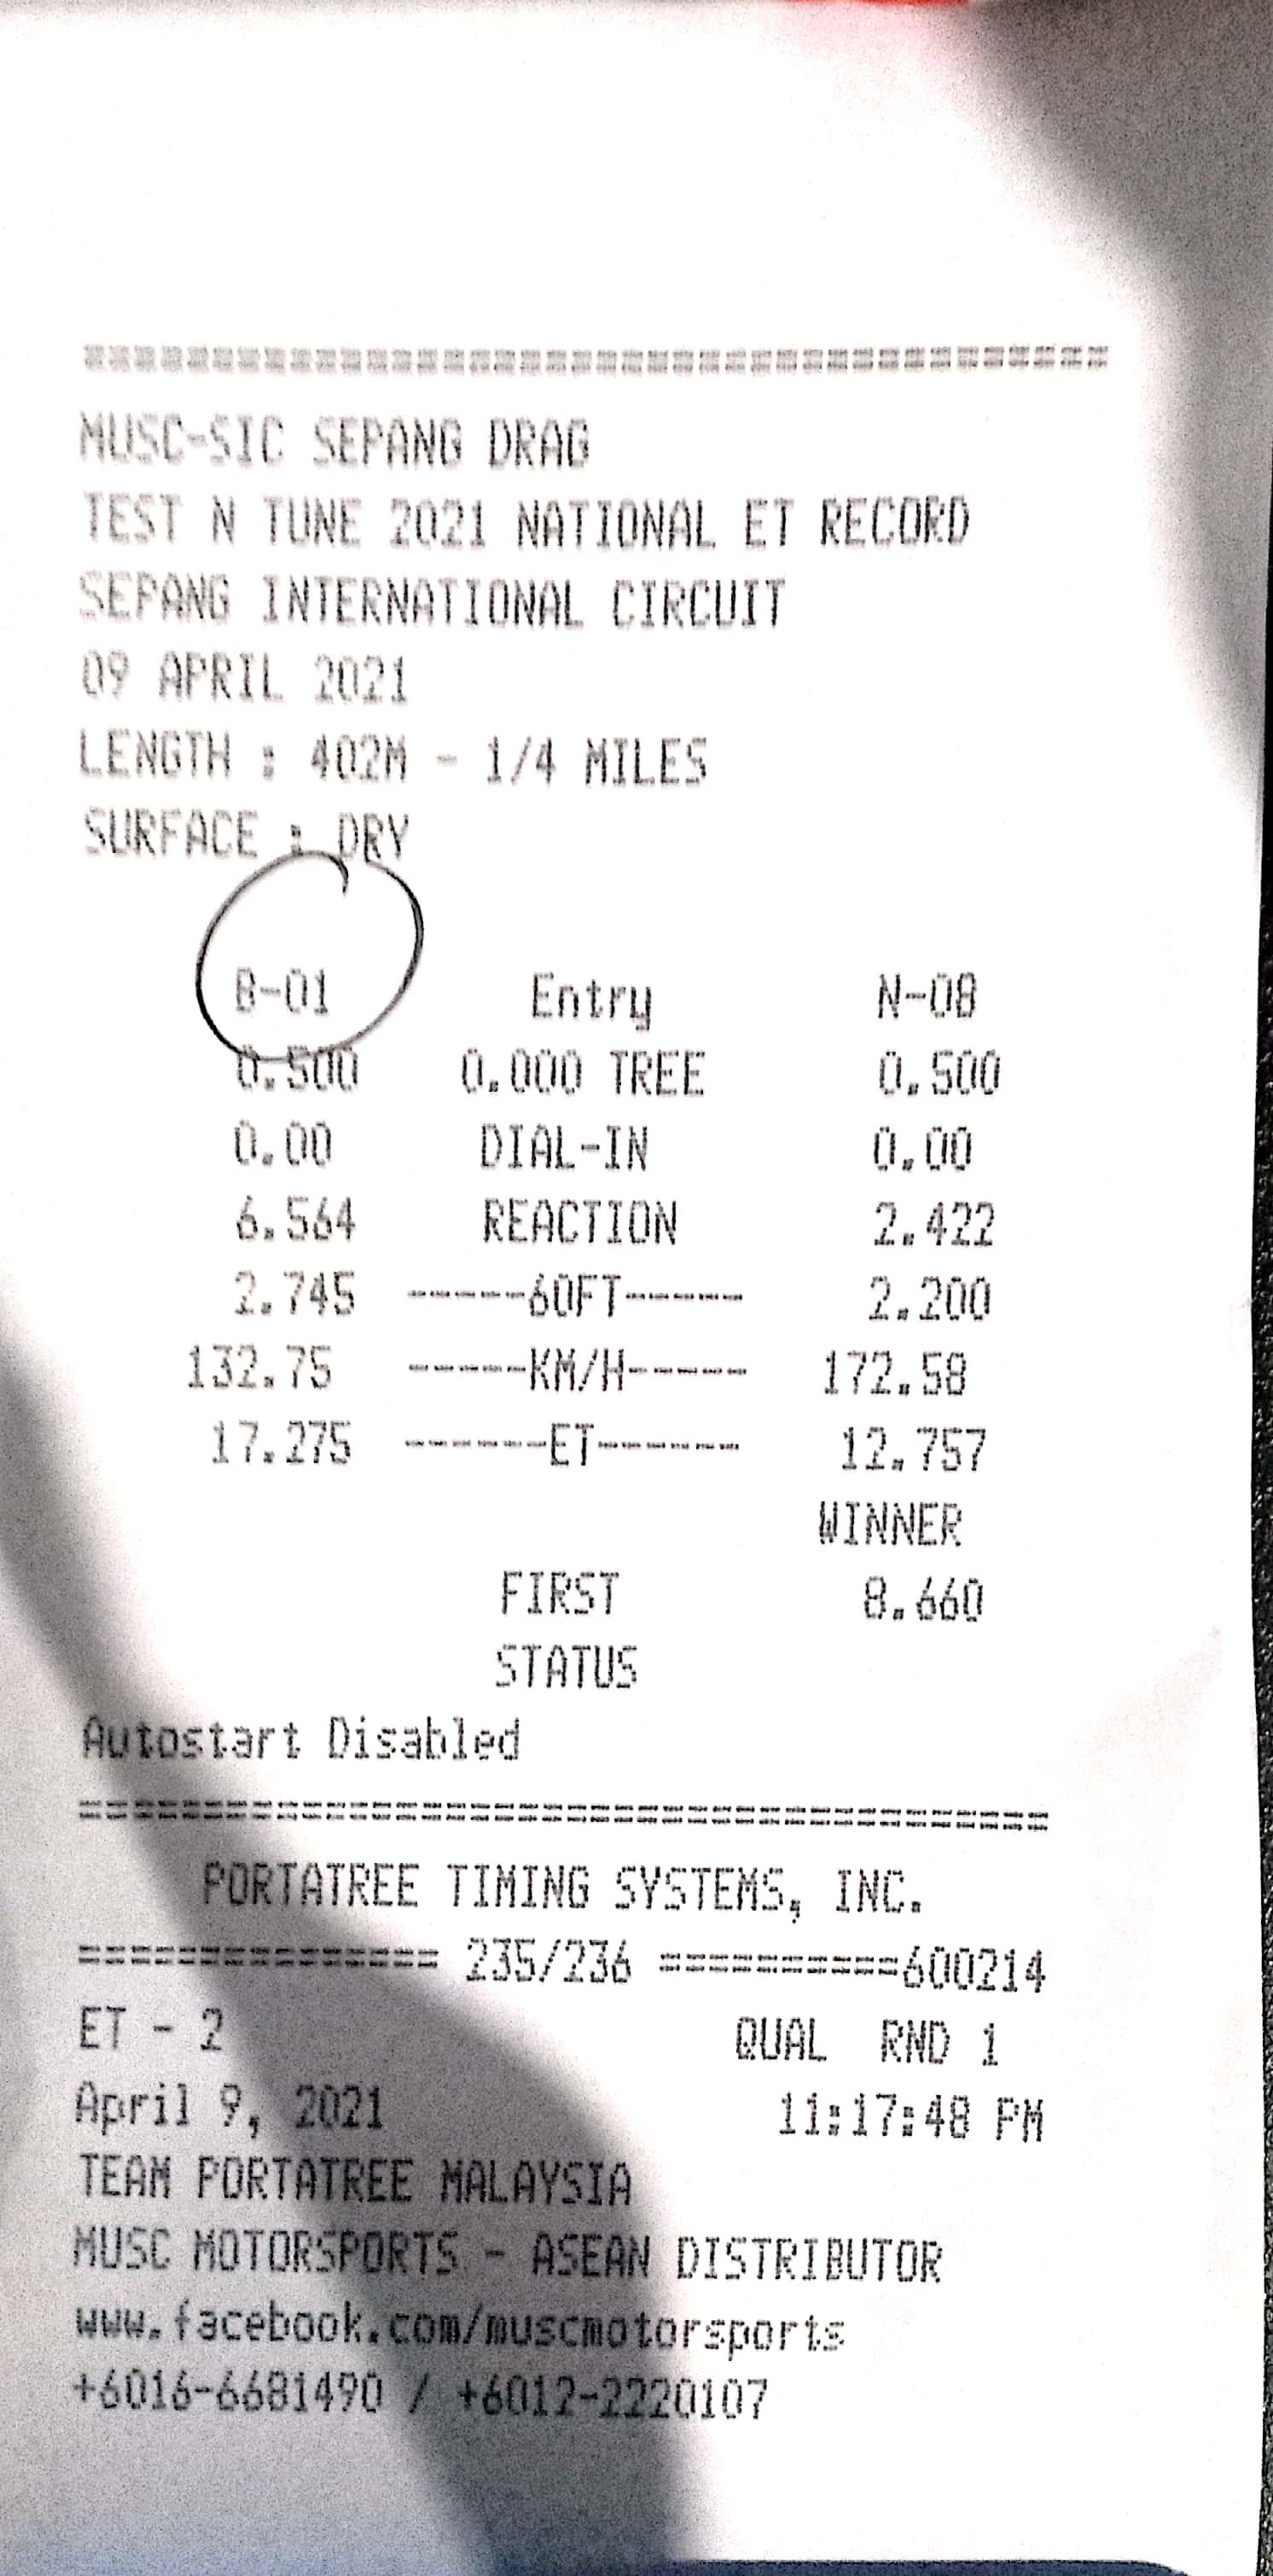 ========================================
MUSC-SIC SEPANG DRAG
TEST N TUNE 2021 NATIONAL ET RECORD
SEPANG INTERNATIONAL CIRCUIT
09 APRIL 2021
LENGTH : 402M - 1/4 MILES
SURFACE : DRY
B-01 Entry N-08
0.500 0.000 TREE 0.500
0.00 DIAL-IN 0.00
6.564 REACTION 2.422
2.745 ------60FT------ 2.200
132.75 ------KM/H------ 172.58
17.275 -------ET------- 12.757
WINNER
FIRST 8.660
STATUS
Autostart Disabled
========================================
PORTATREE TIMING SYSTEMS, INC.
=============== 235/236 ==========600214
ET - 2 QUAL RND 1
April 9, 2021 11:17:48 PM
TEAM PORTATREE MALAYSIA
MUSC MOTORSPORTS - ASEAN DISTRIBUTOR
www.facebook.com/muscmotorsports
+6016-6681490 / +6012-2220107